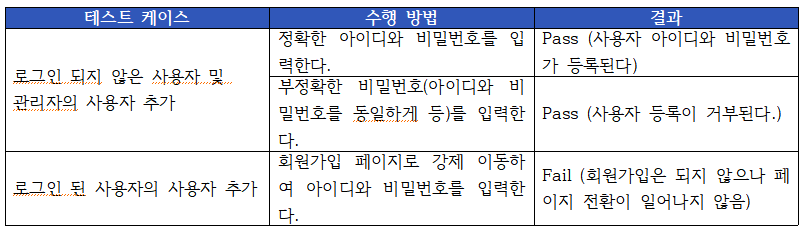 테스트 케이스
수행 방법
결과
로그인 되지 않은 사용자 및
관리자의 사용자 추가
정확한 아이디와 비밀번호를 입
력한다.
Pass (사용자 아이디와 비밀번호
가 등록된다)
부정확한 비밀번호(아이디와 비
밀번호를 동일하게 등)를 입력한
다.
Pass (사용자 등록이 거부된다.)
로그인 된 사용자의 사용자 추가
회원가입 페이지로 강제 이동하
여 아이디와 비밀번호를 입력한
다.
Fail (회원가입은 되지 않으나 페
이지 전환이 일어나지 않음)